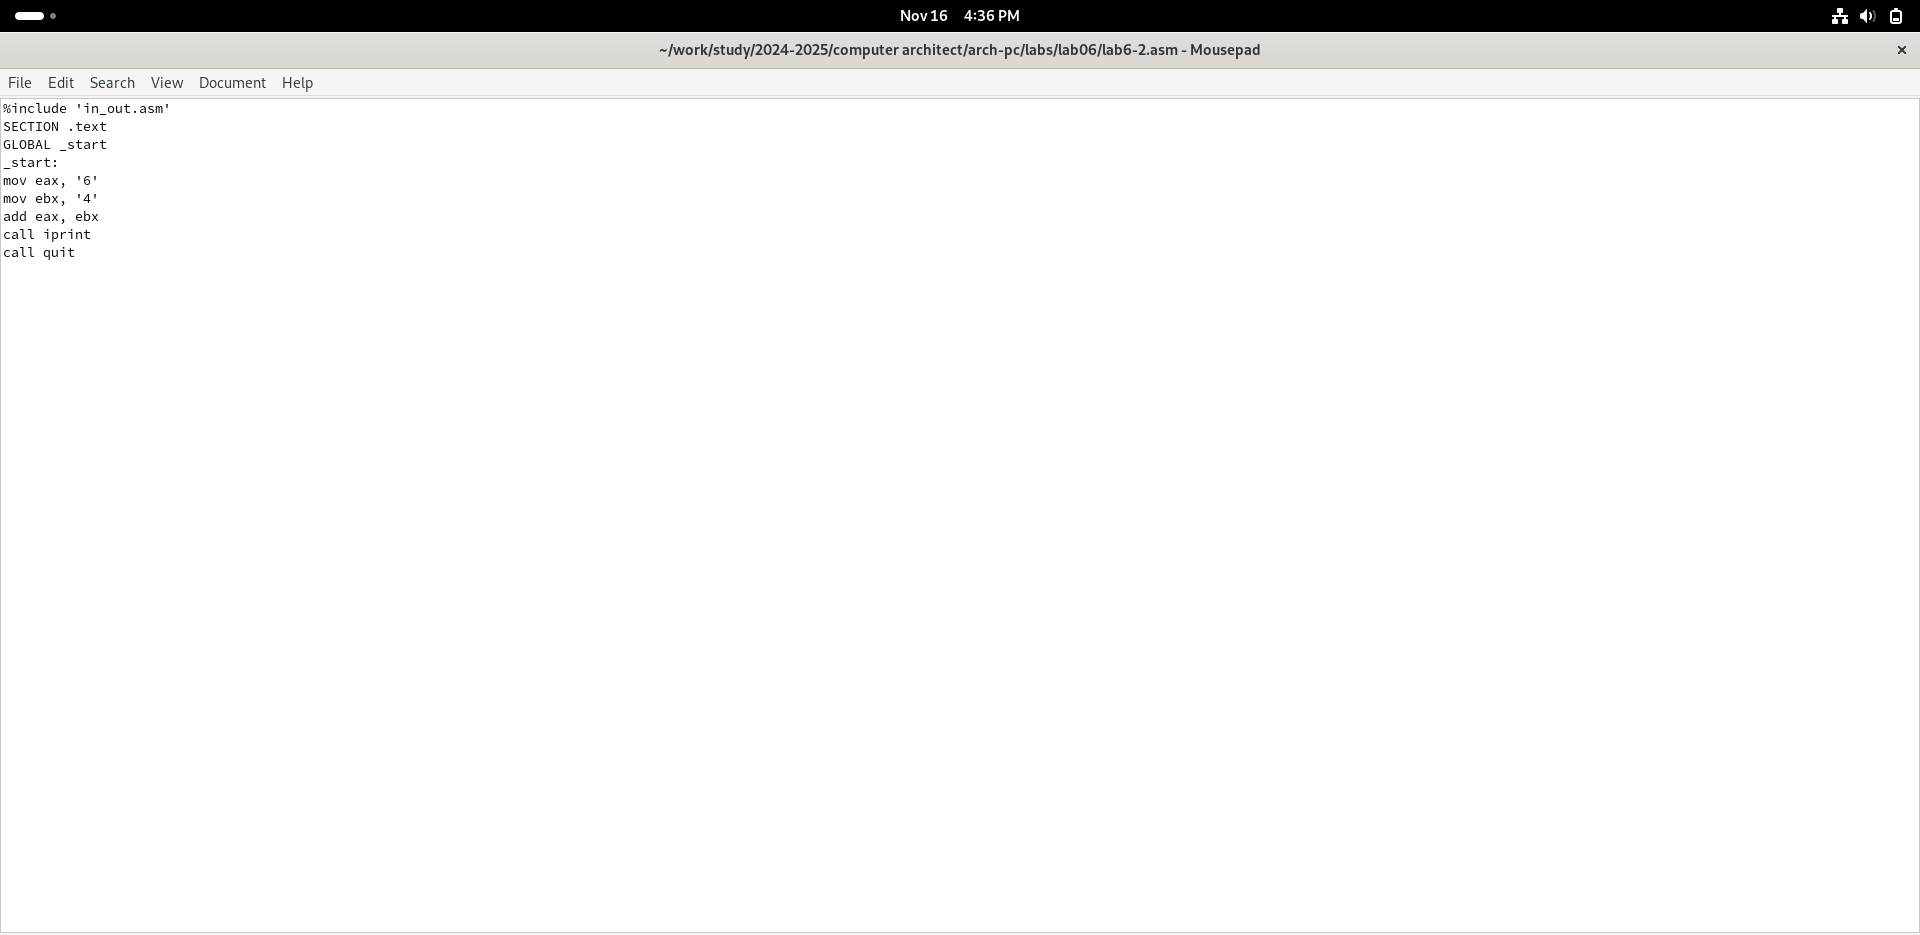 Nov 16 4:36 PM
~/work/study/2024-2025/computer architect/arch-pc/labs/lab06/lab6-2.asm - Mousepad
File Edit Search View Document Help
%include 'in_out.asm'
SECTION .text
GLOBAL _start
_start:
mov eax, '6'
mov ebx, '4'
add eax, ebx
call iprint
call quit